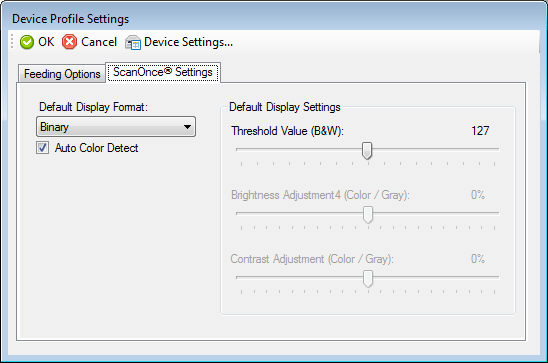 Device Profile Settings
OK Cancel Device Settings...
Feeding Options ScanOnce® Settings
Default Display Format:
Binary
Auto Color Detect
Default Display Settings
Threshold Value (B&W): 127
Brightness Adjustment4 (Color / Gray): 0%
Contrast Adjustment (Color / Gray): 0%